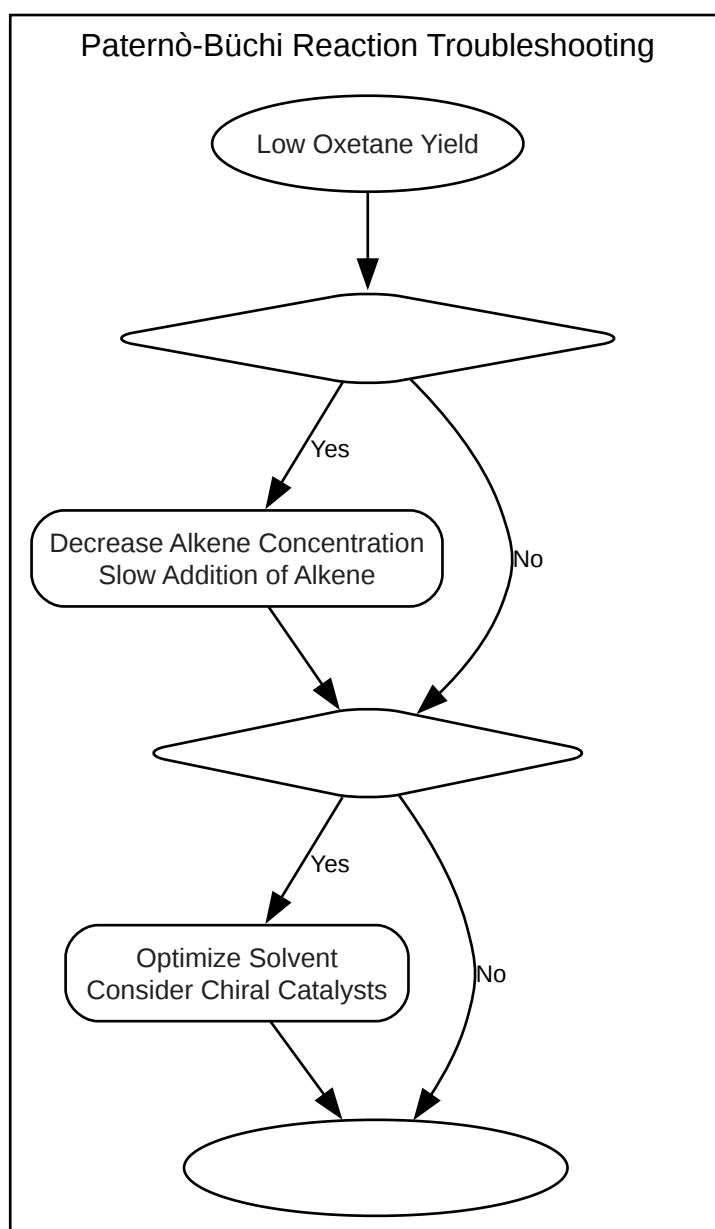 Paternò-Büchi Reaction Troubleshooting
Low Oxetane Yield
Yes
Decrease Alkene Concentration
Slow Addition of Alkene
No
Yes
Optimize Solvent
Consider Chiral Catalysts
No